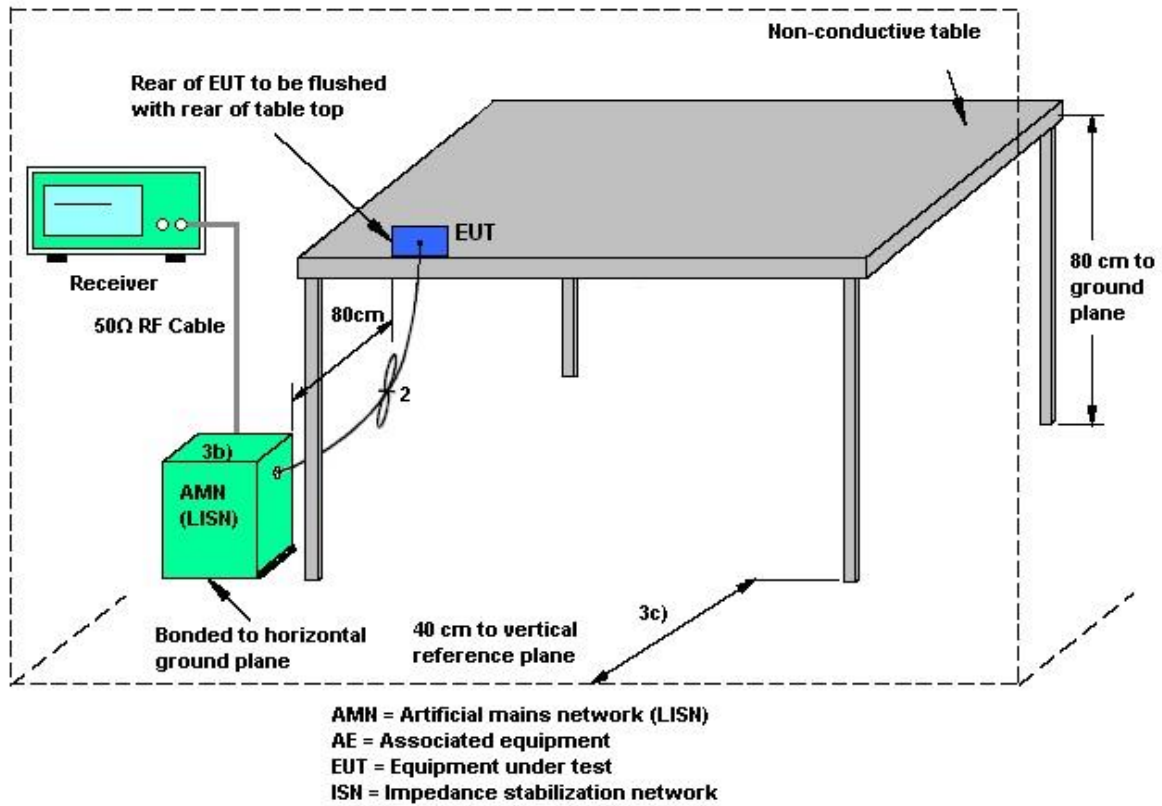 Non-conductive table
Rear of EUT to be flushed
with rear of table top
EUT
Receiver
80cm
80 cm to
ground
plane
50Ω RF Cable
2
3b)
AMN
(LISN)
3c)
Bonded to horizontal
ground plane
40 cm to vertical
reference plane
AMN = Artificial mains network (LISN)
AE = Associated equipment
EUT = Equipment under test
ISN = Impedance stabilization network